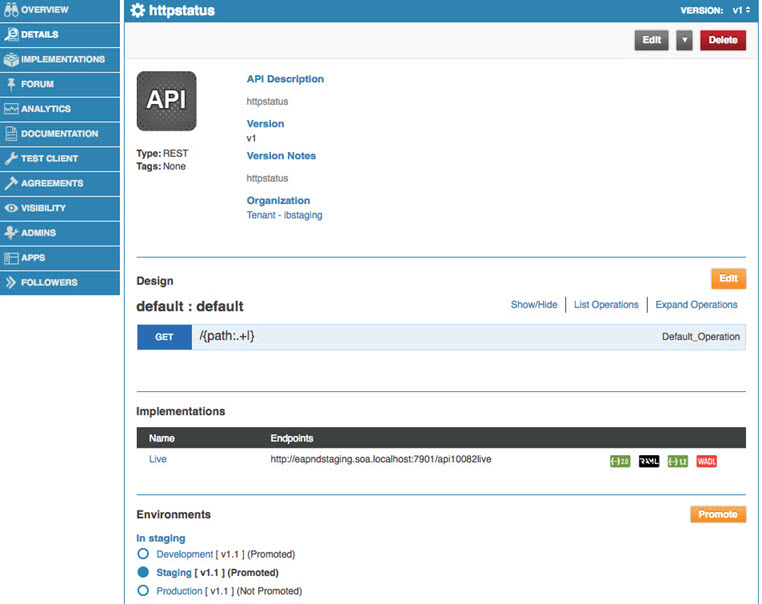 OVERVIEW
DETAILS
IMPLEMENTATIONS
FORUM
ANALYTICS
DOCUMENTATION
TEST CLIENT
AGREEMENTS
VISIBILITY
ADMINS
APPS
FOLLOWERS
httpstatus VERSION: v1
Edit Delete
API
Type: REST
Tags: None
API Description
httpstatus
Version
v1
Version Notes
httpstatus
Organization
Tenant - ibstaging
Design Edit
default : default Show/Hide List Operations Expand Operations
GET /{path:.+|} Default_Operation
Implementations
Name Endpoints
Live http://eapndstaging.soa.localhost:7901/api10082live {···}2.0 RAML {···}1.2 WADL
Environments Promote
In staging
Development [ v1.1 ] (Promoted)
Staging [ v1.1 ] (Promoted)
Production [ v1.1 ] (Not Promoted)